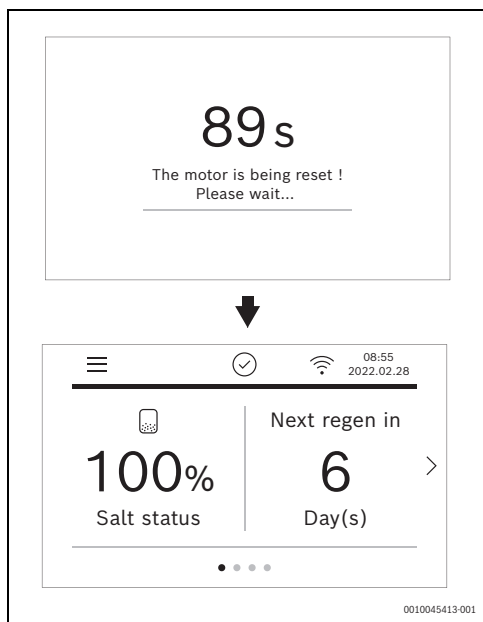 89s
The motor is being reset !
Please wait...
08:55
2022.02.28
Next regen in
100% 6
Salt status Day(s)
0010045413-001